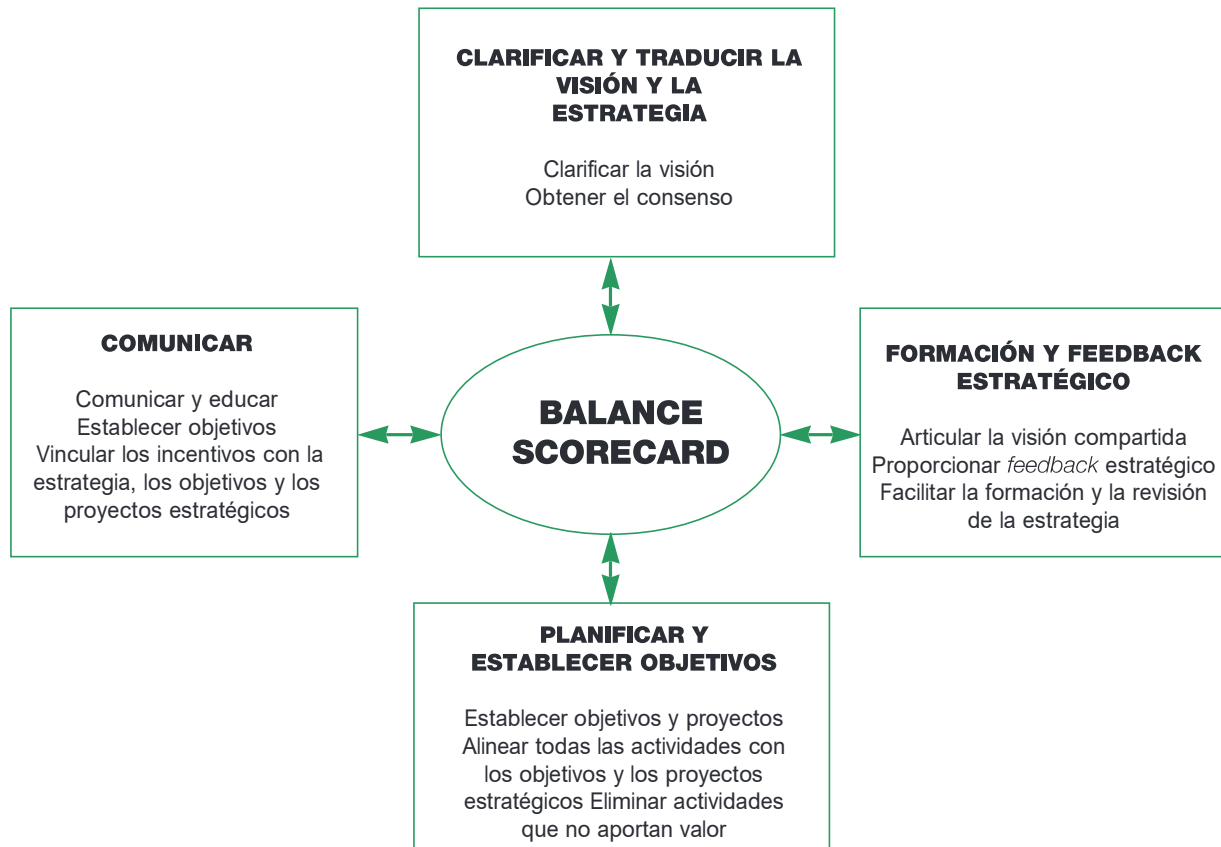 CLARIFICAR Y TRADUCIR LA
VISIÓN Y LA
ESTRATEGIA
Clarificar la visión
Obtener el consenso
COMUNICAR
Comunicar y educar
Establecer objetivos
Vincular los incentivos con la
estrategia, los objetivos y los
proyectos estratégicos
BALANCE
SCORECARD
FORMACIÓN Y FEEDBACK
ESTRATÉGICO
Articular la visión compartida
Proporcionar feedback estratégico
Facilitar la formación y la revisión
de la estrategia
PLANIFICAR Y
ESTABLECER OBJETIVOS
Establecer objetivos y proyectos
Alinear todas las actividades con
los objetivos y los proyectos
estratégicos Eliminar actividades
que no aportan valor